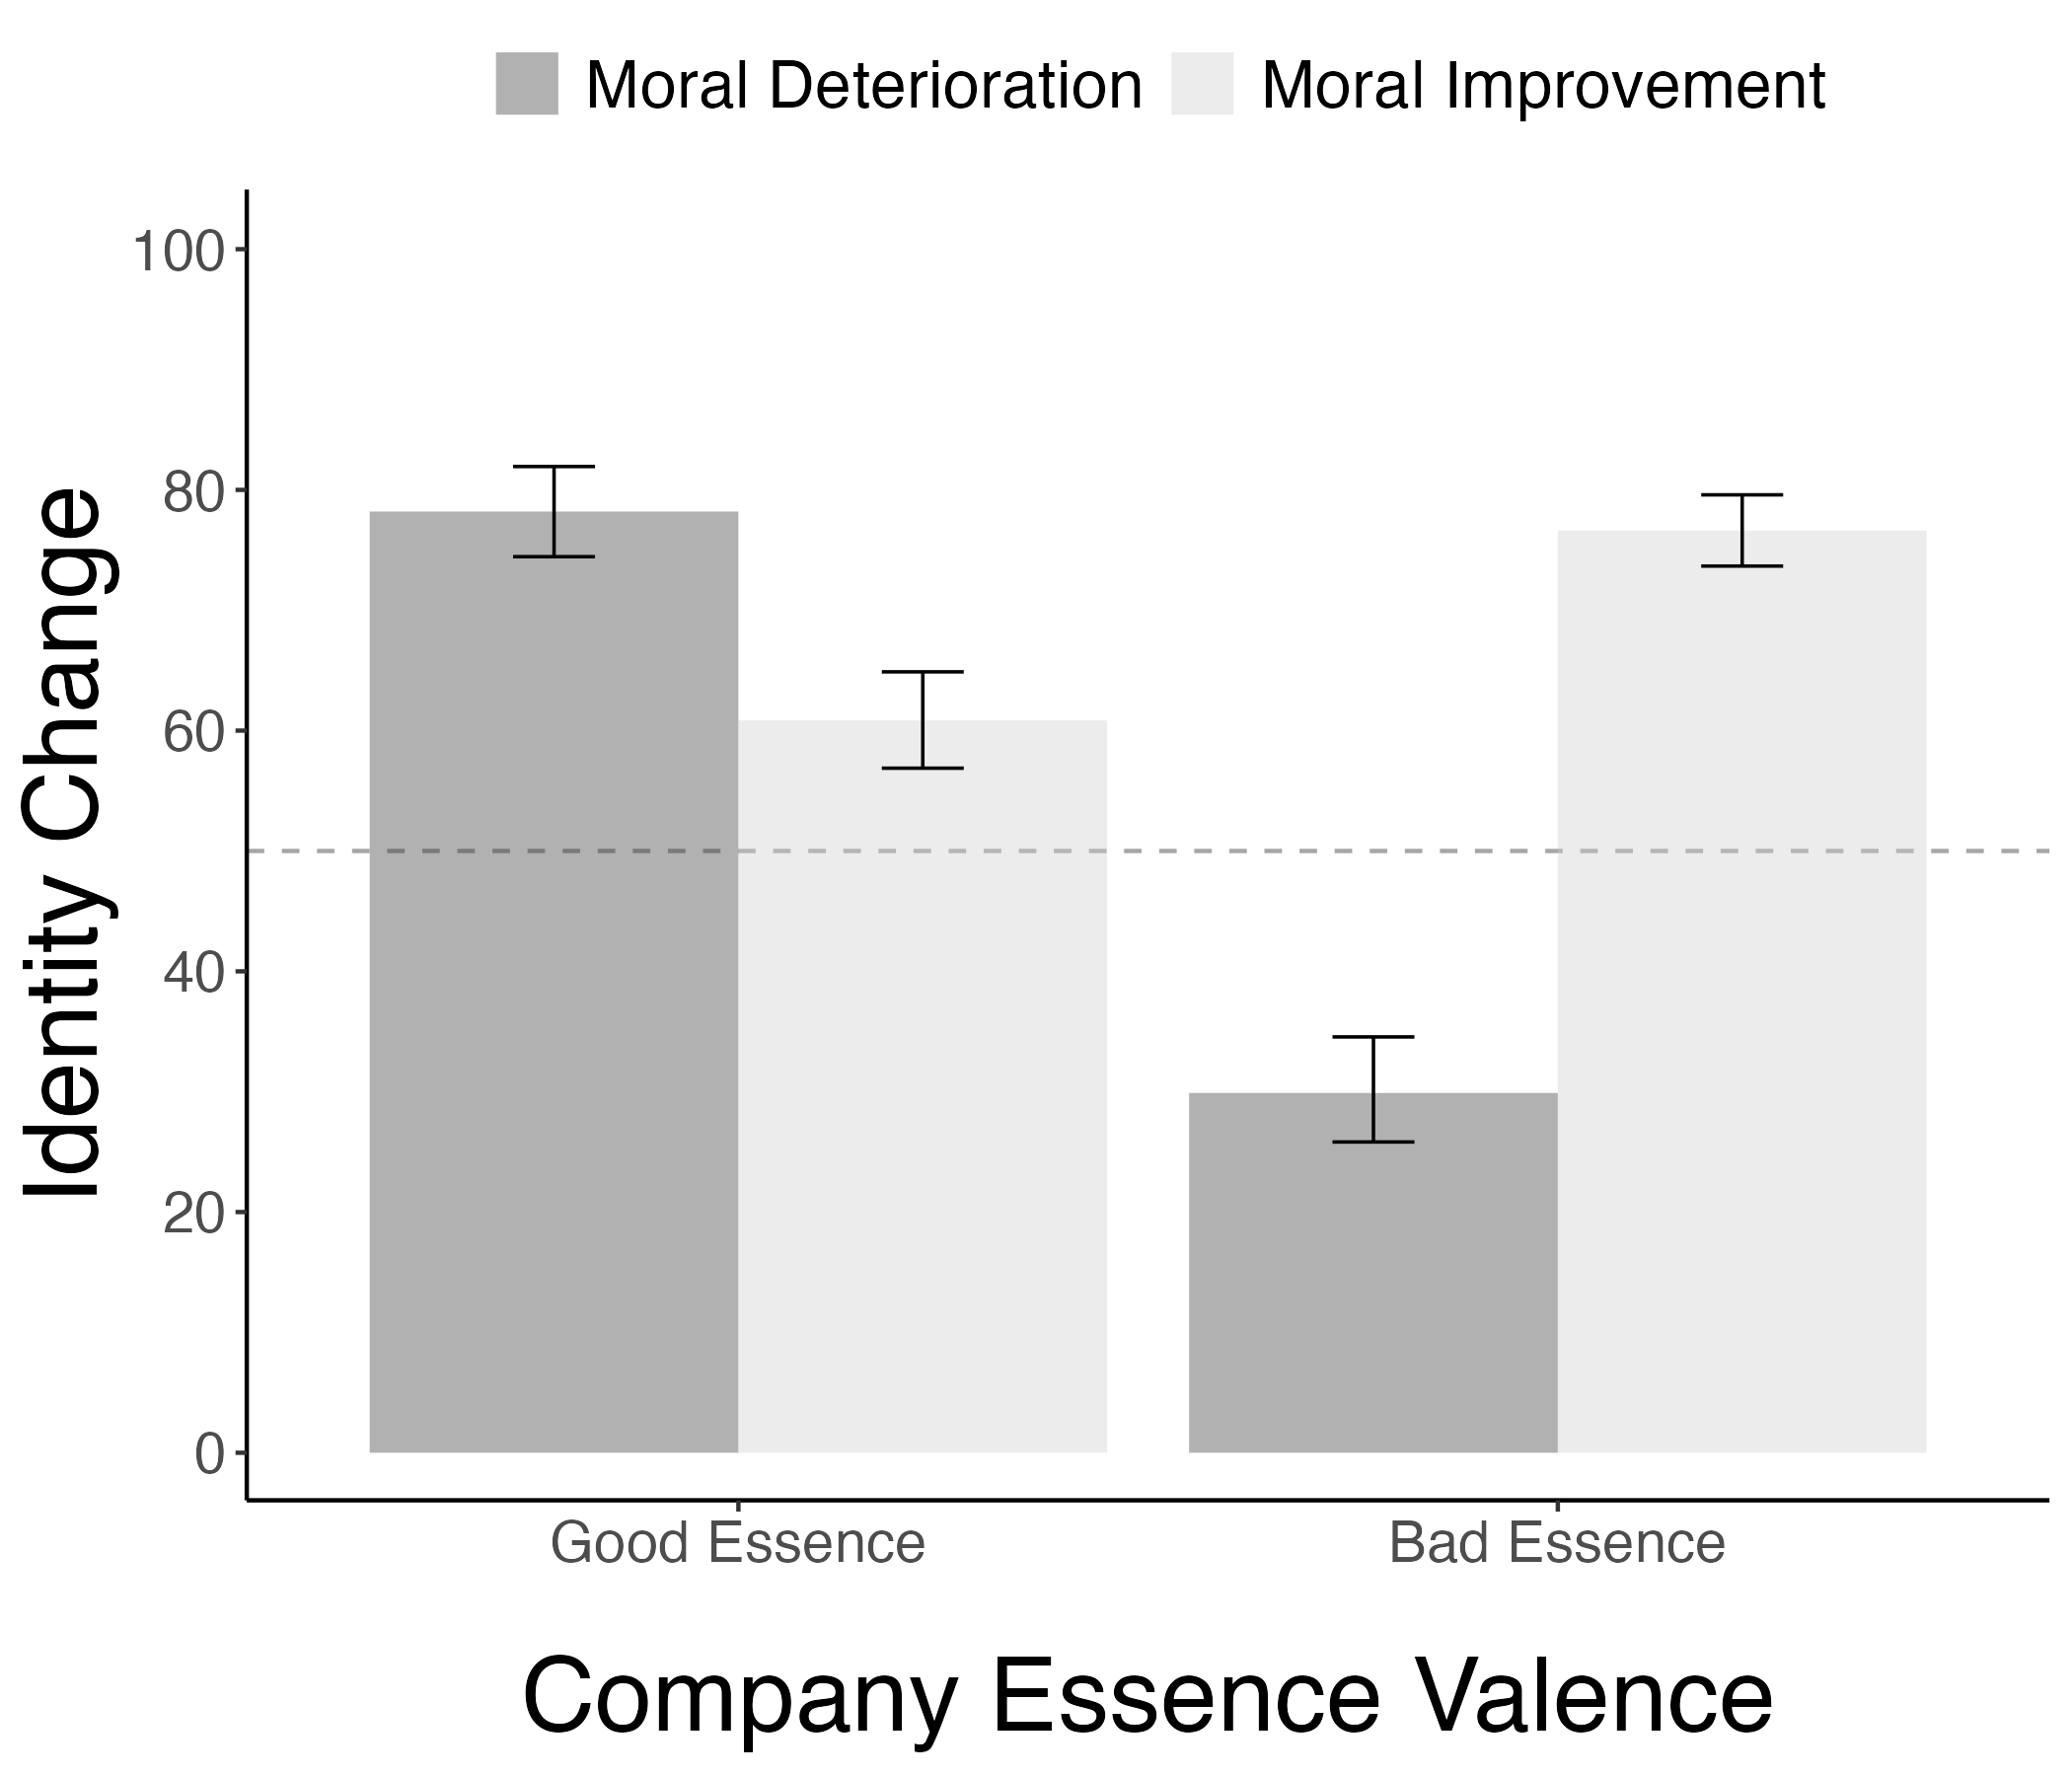 Moral Deterioration Moral Improvement
100
80
60
40
20
0
Identity Change
Good Essence Bad Essence
Company Essence Valence